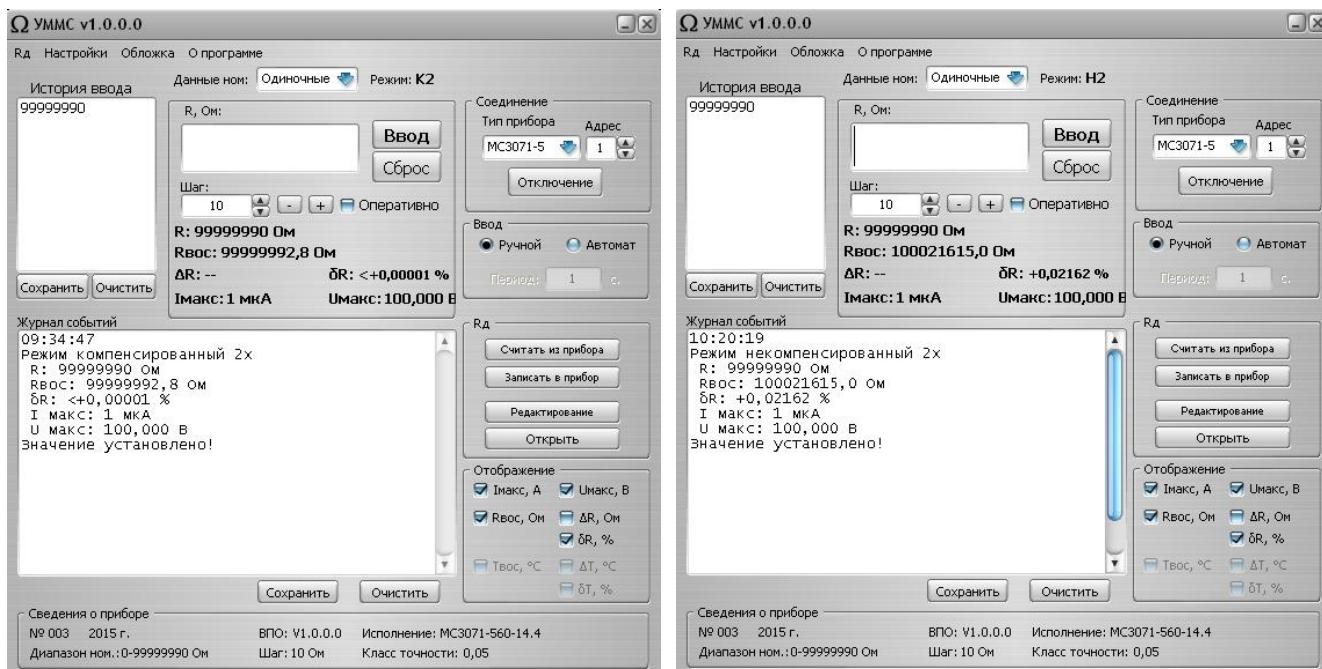 Ω УММС v1.0.0.0
Rд Настройки Обложка О программе
История ввода
99999990
Сохранить Очистить
Данные ном: Одиночные Режим: К2
R, Ом:
Ввод
Сброс
Шаг:
10 - + Оперативно
R: 99999990 Ом
Rвос: 99999992,8 Ом
ΔR: -- δR: <+0,00001 %
Iмакс: 1 мкА Uмакс: 100,000 В
Соединение
Тип прибора Адрес
МС3071-5 1
Отключение
Ввод
Ручной Автомат
Период: 1 с.
Журнал событий
09:34:47
Режим компенсированный 2х
R: 99999990 Ом
Rвос: 99999992,8 Ом
δR: <+0,00001 %
I макс: 1 мкА
U макс: 100,000 В
Значение установлено!
Сохранить Очистить
Rд
Считать из прибора
Записать в прибор
Редактирование
Открыть
Отображение
Iмакс, А Uмакс, В
Rвос, Ом ΔR, Ом
δR, %
Tвос, °C ΔT, °C
δT, %
Сведения о приборе
№ 003 2015 г. ВПО: V1.0.0.0 Исполнение: МС3071-560-14.4
Диапазон ном.:0-99999990 Ом Шаг: 10 Ом Класс точности: 0,05
Ω УММС v1.0.0.0
Rд Настройки Обложка О программе
История ввода
99999990
Сохранить Очистить
Данные ном: Одиночные Режим: Н2
R, Ом:
Ввод
Сброс
Шаг:
10 - + Оперативно
R: 99999990 Ом
Rвос: 100021615,0 Ом
ΔR: -- δR: +0,02162 %
Iмакс: 1 мкА Uмакс: 100,000 В
Соединение
Тип прибора Адрес
МС3071-5 1
Отключение
Ввод
Ручной Автомат
Период: 1 с.
Журнал событий
10:20:19
Режим некомпенсированный 2х
R: 99999990 Ом
Rвос: 100021615,0 Ом
δR: +0,02162 %
I макс: 1 мкА
U макс: 100,000 В
Значение установлено!
Сохранить Очистить
Rд
Считать из прибора
Записать в прибор
Редактирование
Открыть
Отображение
Iмакс, А Uмакс, В
Rвос, Ом ΔR, Ом
δR, %
Tвос, °C ΔT, °C
δT, %
Сведения о приборе
№ 003 2015 г. ВПО: V1.0.0.0 Исполнение: МС3071-560-14.4
Диапазон ном.:0-99999990 Ом Шаг: 10 Ом Класс точности: 0,05